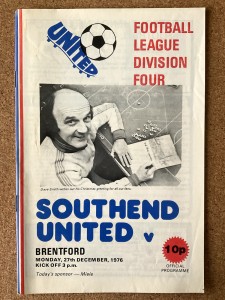 UNITED
FOOTBALL
LEAGUE
DIVISION
FOUR
SOUTHEND
UNITED v
BRENTFORD
MONDAY, 27th DECEMBER, 1976
KICK OFF 3 p.m.
Today's sponsor — Mixie
10p
OFFICIAL
PROGRAMME